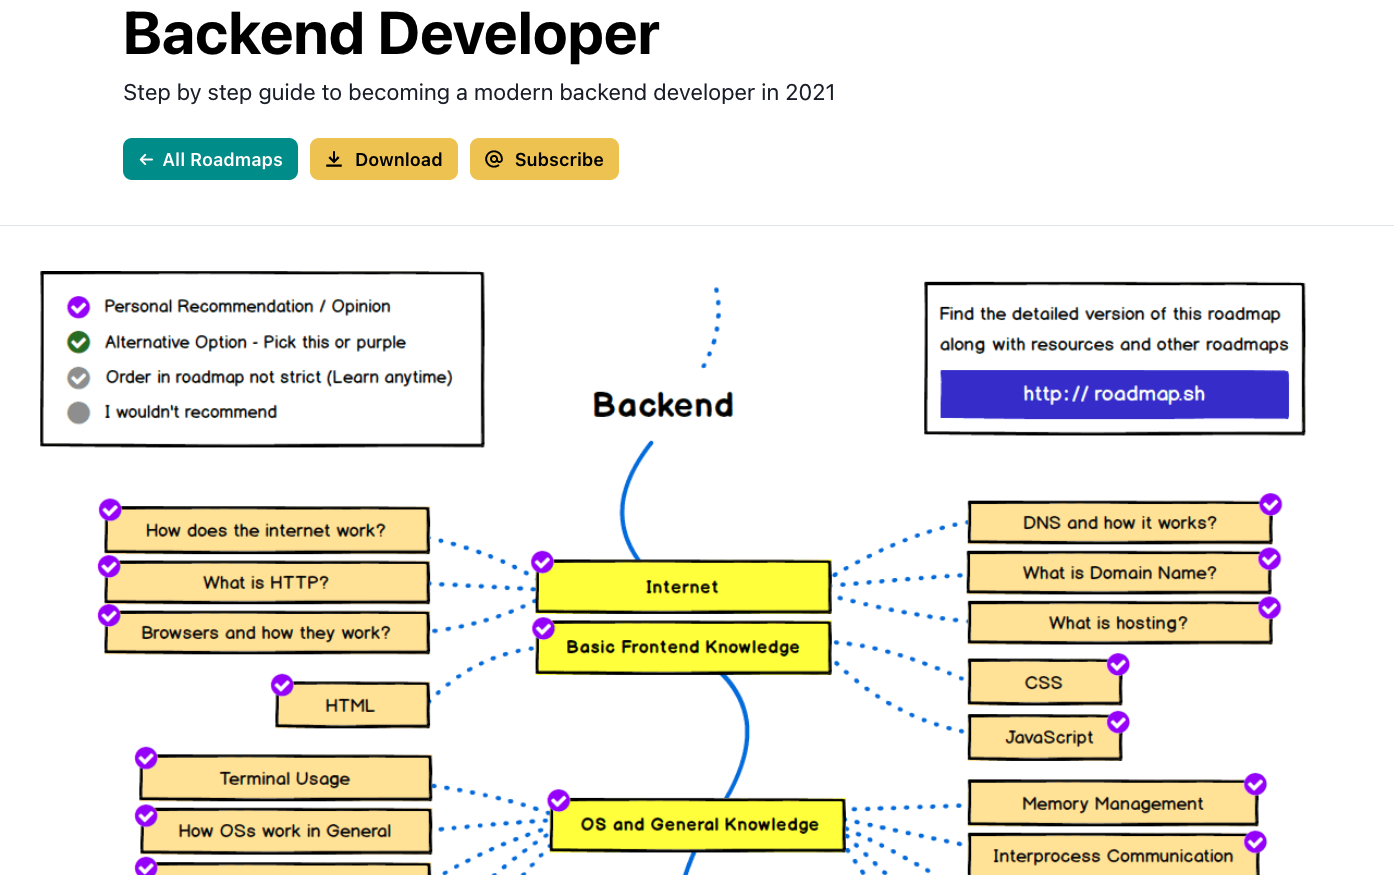 Backend Developer
Step by step guide to becoming a modern backend developer in 2021
← All Roadmaps
Download
Subscribe
Personal Recommendation / Opinion
Alternative Option - Pick this or purple
Order in roadmap not strict (Learn anytime)
I wouldn't recommend
Find the detailed version of this roadmap
along with resources and other roadmaps
http:// roadmap.sh
Backend
How does the internet work?
What is HTTP?
Browsers and how they work?
Internet
DNS and how it works?
What is Domain Name?
What is hosting?
Basic Frontend Knowledge
HTML
CSS
JavaScript
Terminal Usage
How OSs work in General
OS and General Knowledge
Memory Management
Interprocess Communication